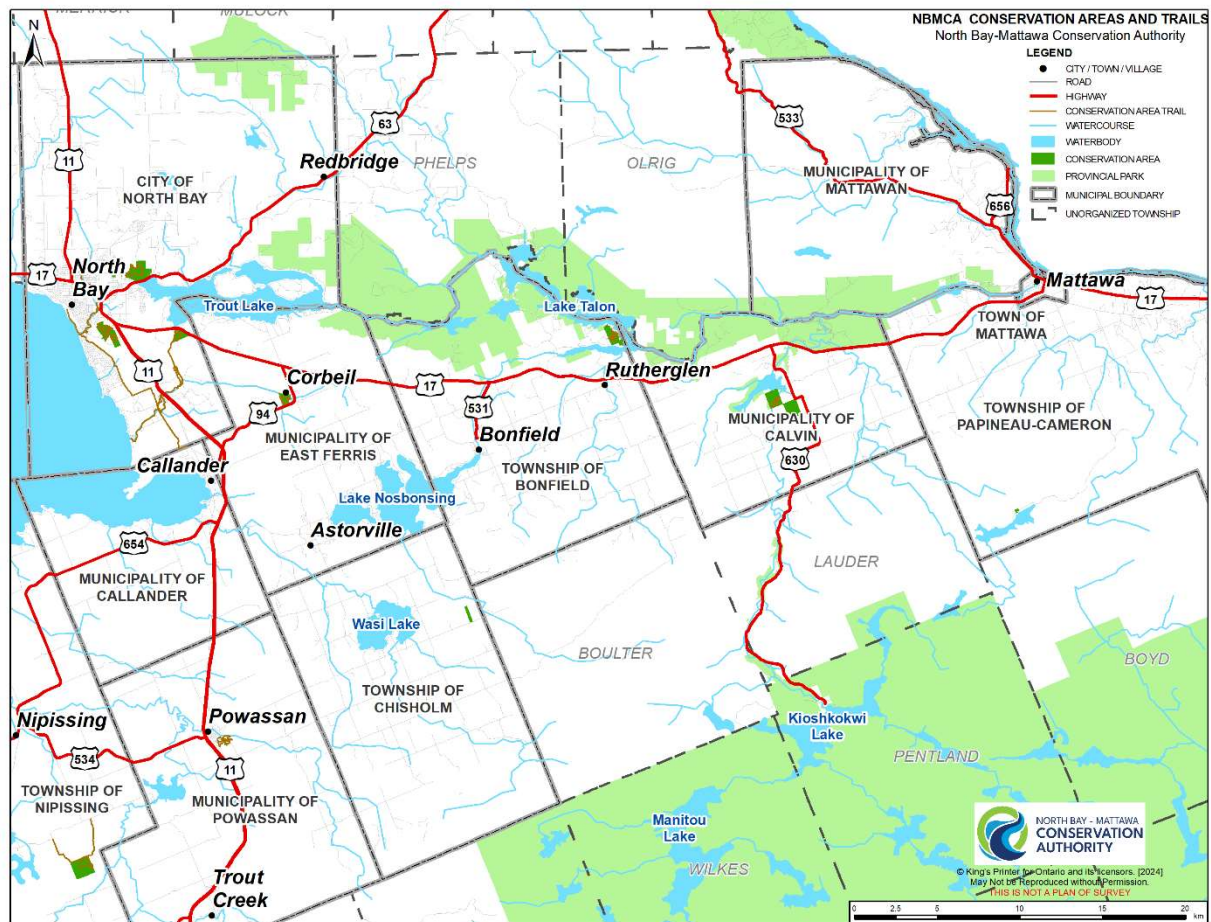 NBMCA CONSERVATION AREAS AND TRAILS
North Bay-Mattawa Conservation Authority
LEGEND
CITY / TOWN / VILLAGE
ROAD
HIGHWAY
CONSERVATION AREA TRAIL
WATERCOURSE
WATERBODY
CONSERVATION AREA
PROVINCIAL PARK
MUNICIPAL BOUNDARY
UNORGANIZED TOWNSHIP
N
MERRICK
MULOCK
11
63
533
Redbridge
PHELPS
OLRIG
CITY OF
NORTH BAY
MUNICIPALITY OF
MATTAWAN
656
17
North
Bay
Trout Lake
Lake Talon
Mattawa
17
TOWN OF
MATTAWA
11
Corbeil
17
Rutherglen
94
531
MUNICIPALITY OF
EAST FERRIS
Bonfield
TOWNSHIP OF
BONFIELD
MUNICIPALITY OF
CALVIN
630
TOWNSHIP OF
PAPINEAU-CAMERON
Callander
Lake Nosbonsing
Astorville
654
MUNICIPALITY OF
CALLANDER
LAUDER
Wasi Lake
BOULTER
BOYD
TOWNSHIP OF
CHISHOLM
Nipissing
Powassan
Kioshkokwi
Lake
534
11
PENTLAND
TOWNSHIP OF
NIPISSING
MUNICIPALITY OF
POWASSAN
Manitou
Lake
WILKES
Trout
Creek
NORTH BAY - MATTAWA
CONSERVATION
AUTHORITY
© King's Printer for Ontario and its licensors. [2024]
May Not be Reproduced without Permission.
THIS IS NOT A PLAN OF SURVEY
0 2.5 5 10 15 20
km